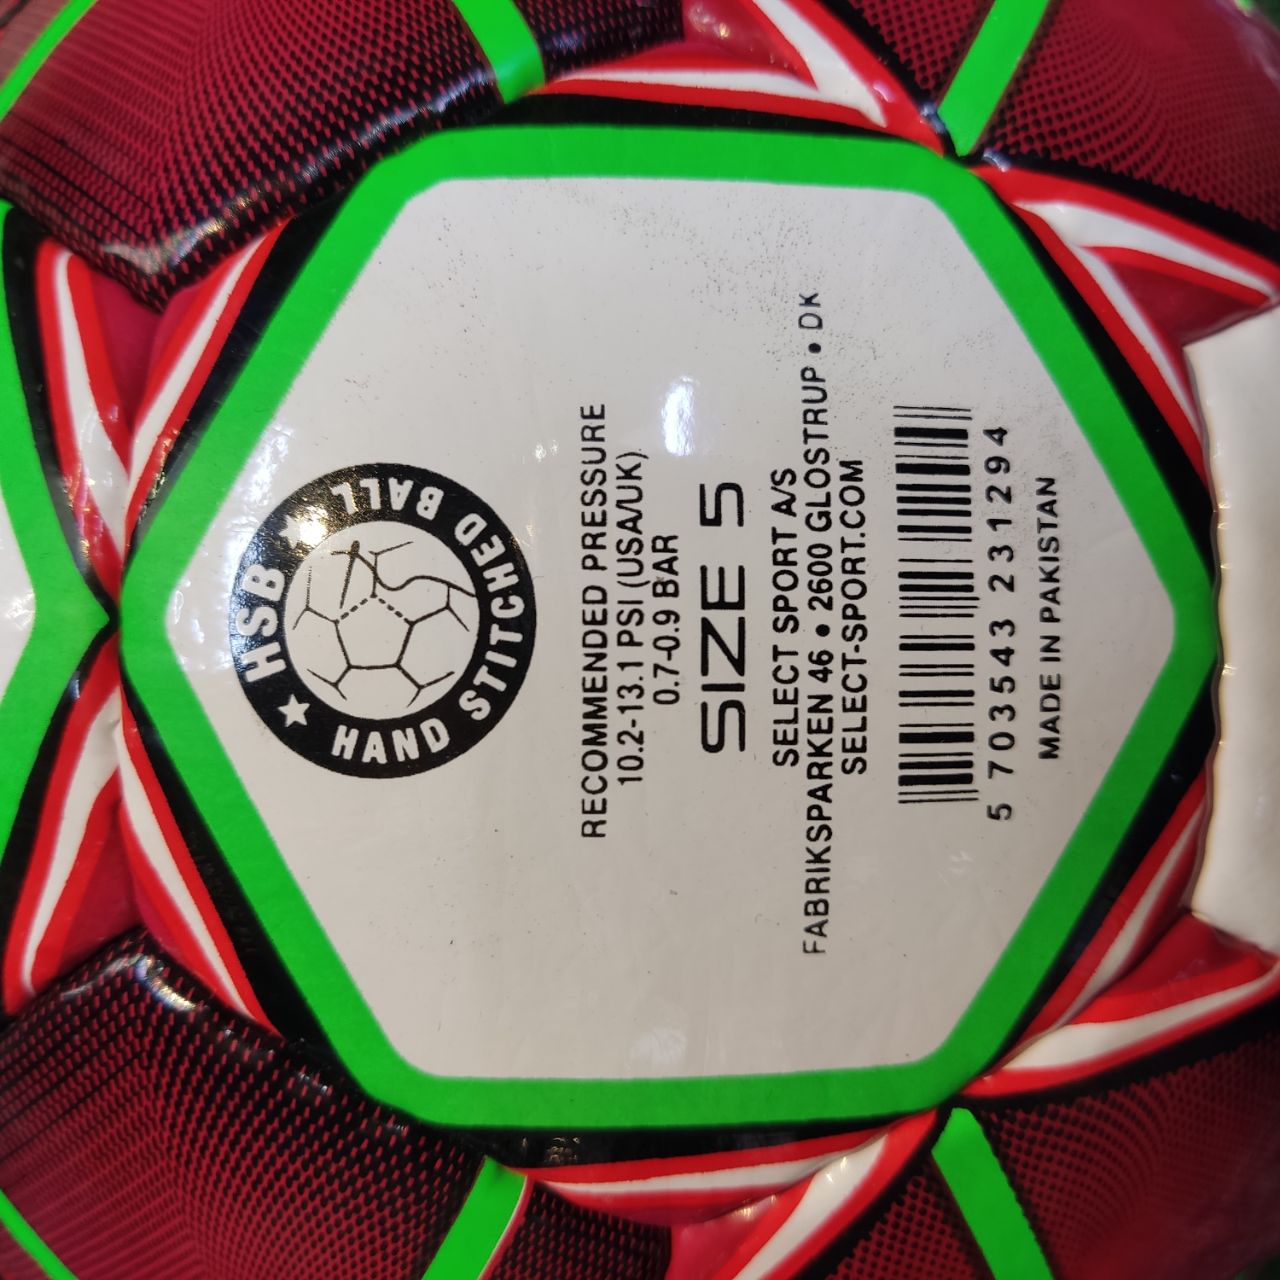 ★ HSB ★
HAND STITCHED BALL
RECOMMENDED PRESSURE
10.2-13.1 PSI (USA/UK)
0.7-0.9 BAR
SIZE 5
SELECT SPORT A/S
FABRIKSPARKEN 46 • 2600 GLOSTRUP • DK
SELECT-SPORT.COM
5 703543 231294
MADE IN PAKISTAN